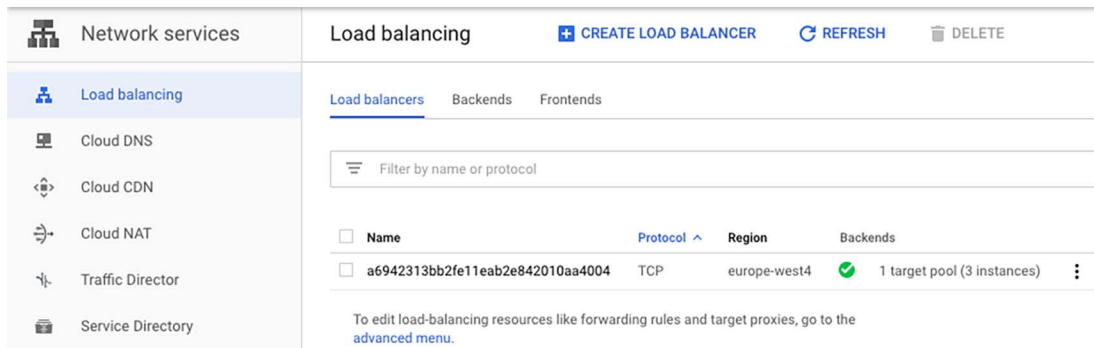 Network services
Load balancing
CREATE LOAD BALANCER
REFRESH
DELETE
Load balancing
Cloud DNS
Cloud CDN
Cloud NAT
Traffic Director
Service Directory
Load balancers Backends Frontends
Filter by name or protocol
Name Protocol Region Backends
a6942313bb2fe11eab2e842010aa4004 TCP europe-west4 1 target pool (3 instances)
To edit load-balancing resources like forwarding rules and target proxies, go to the
advanced menu.